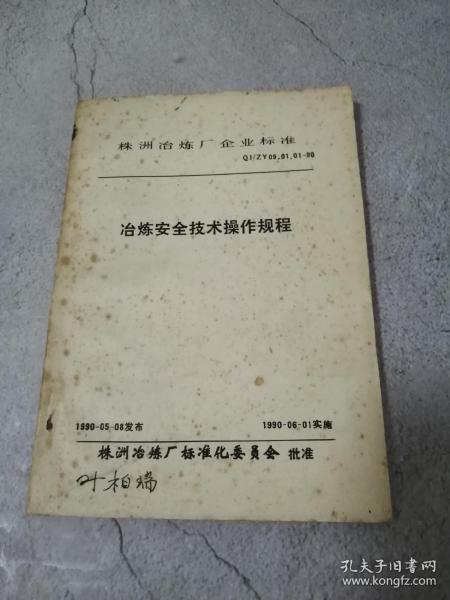 株洲冶炼厂企业标准
QJ/ZY09.01.01-90
冶炼安全技术操作规程
1990-05-08发布
1990-06-01实施
株洲冶炼厂标准化委员会 批准
叶柏瑞
孔夫子旧书网
www.kongfz.com